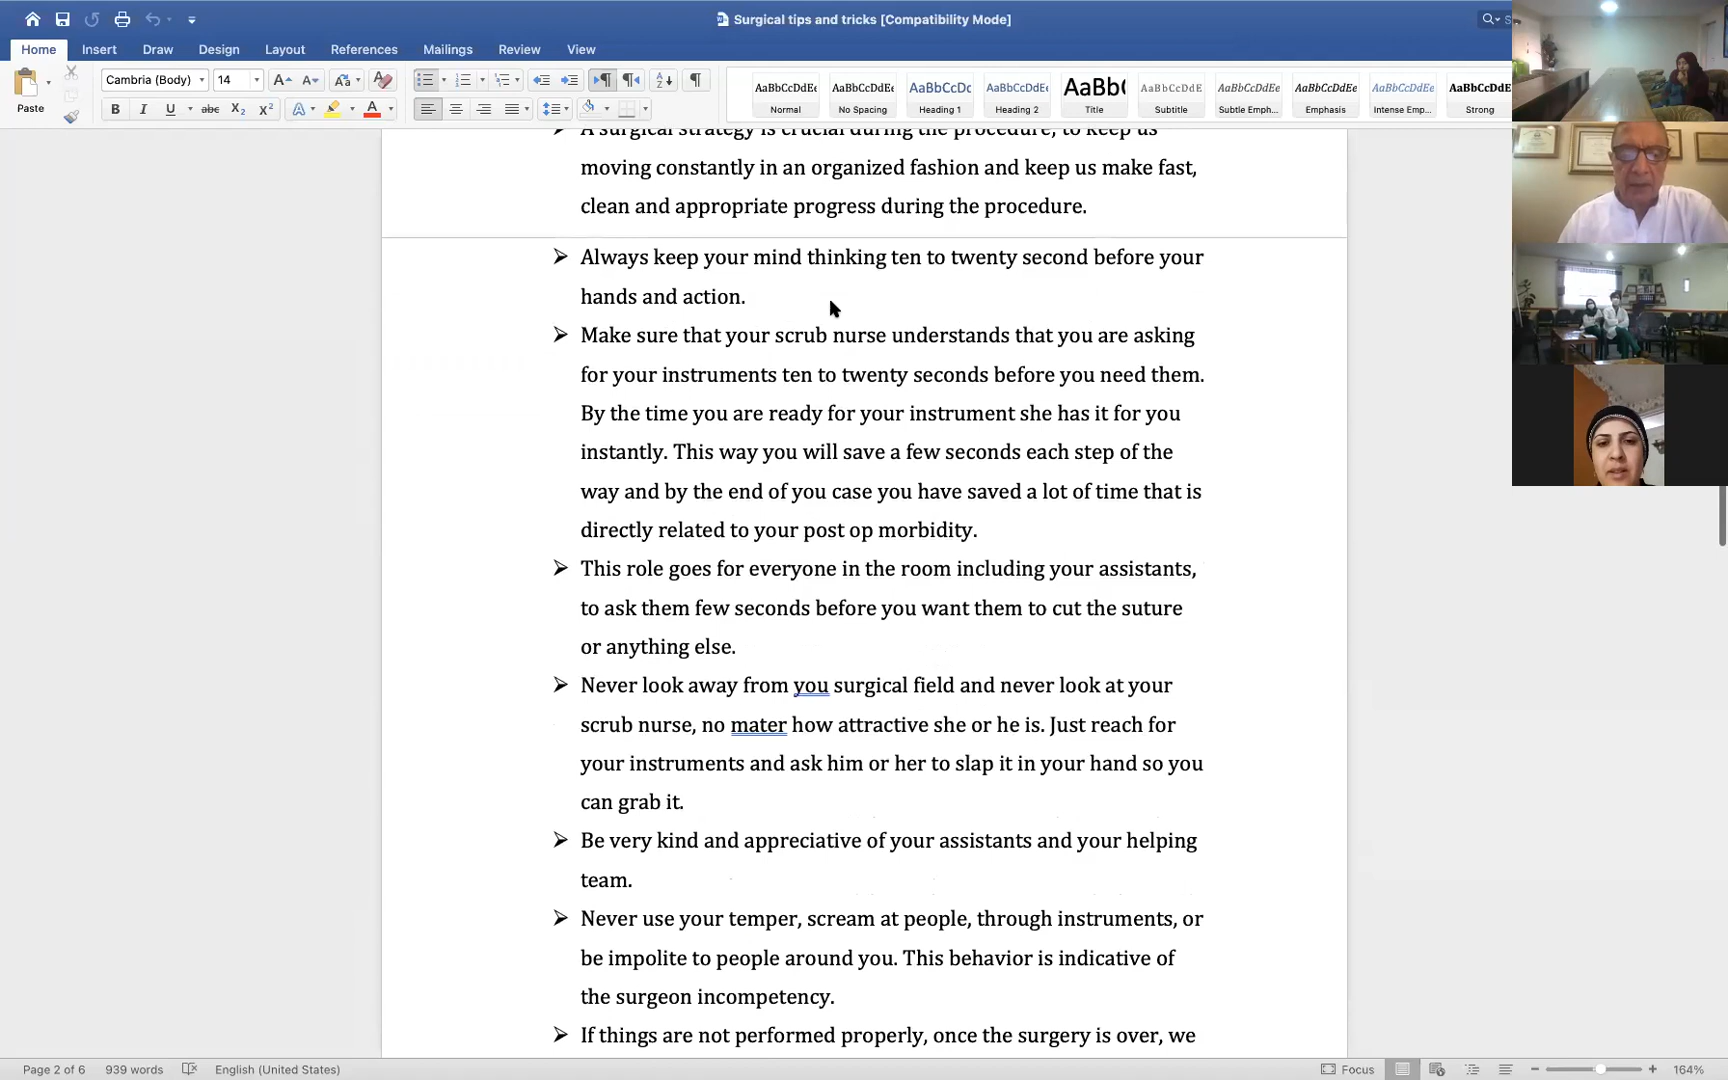 Surgical tips and tricks [Compatibility Mode]
Home Insert Draw Design Layout References Mailings Review View
Paste
Cambria (Body) 14
B I U abc X2 X2
AaBbCcDdEe AaBbCcDdEe AaBbCcDc AaBbCcDdEe AaBb( AaBbCcDdE AaBbCcDdEe AaBbCcDdEe AaBbCcDdEe AaBbCcDdE
Normal No Spacing Heading 1 Heading 2 Title Subtitle Subtle Emph... Emphasis Intense Emp... Strong
A surgical strategy is crucial during the procedure, to keep us
moving constantly in an organized fashion and keep us make fast,
clean and appropriate progress during the procedure.
Always keep your mind thinking ten to twenty second before your
hands and action.
Make sure that your scrub nurse understands that you are asking
for your instruments ten to twenty seconds before you need them.
By the time you are ready for your instrument she has it for you
instantly. This way you will save a few seconds each step of the
way and by the end of you case you have saved a lot of time that is
directly related to your post op morbidity.
This role goes for everyone in the room including your assistants,
to ask them few seconds before you want them to cut the suture
or anything else.
Never look away from you surgical field and never look at your
scrub nurse, no mater how attractive she or he is. Just reach for
your instruments and ask him or her to slap it in your hand so you
can grab it.
Be very kind and appreciative of your assistants and your helping
team.
Never use your temper, scream at people, through instruments, or
be impolite to people around you. This behavior is indicative of
the surgeon incompetency.
If things are not performed properly, once the surgery is over, we
Page 2 of 6 939 words English (United States) Focus 164%